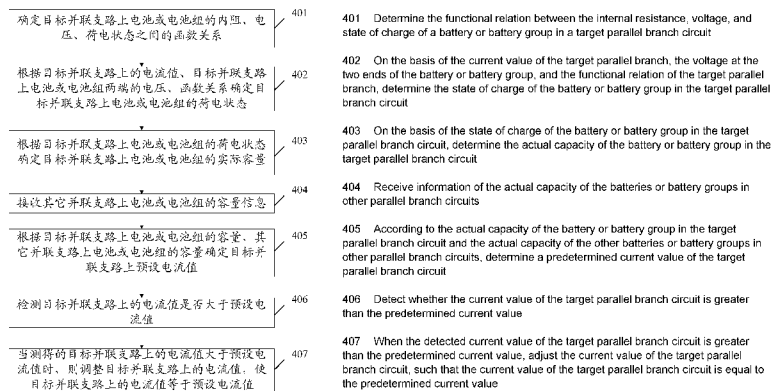 确定目标并联支路上电池或电池组的内阻、电
压、荷电状态之间的函数关系
401
根据目标并联支路上的电流值、目标并联支路
上电池或电池组两端的电压、函数关系确定目
标并联支路上电池或电池组的荷电状态
402
根据目标并联支路上电池或电池组的荷电状态
确定目标并联支路上电池或电池组的实际容量
403
接收其它并联支路上电池或电池组的容量信息
404
根据目标并联支路上电池或电池组的容量、其
它并联支路上电池或电池组的容量确定目标并
联支路上预设电流值
405
检测目标并联支路上的电流值是否大于预设电
流值
406
当测得的目标并联支路上的电流值大于预设电
流值时、则调整目标并联支路上的电流值，使
目标并联支路上的电流值等于预设电流值
407
401 Determine the functional relation between the internal resistance, voltage, and
state of charge of a battery or battery group in a target parallel branch circuit
402 On the basis of the current value of the target parallel branch, the voltage at the
two ends of the battery or battery group, and the functional relation of the target parallel
branch, determine the state of charge of the battery or battery group in the target parallel
branch circuit
403 On the basis of the state of charge of the battery or battery group in the target
parallel branch circuit, determine the actual capacity of the battery or battery group in the
target parallel branch circuit
404 Receive information of the actual capacity of the batteries or battery groups in
other parallel branch circuits
405 According to the actual capacity of the battery or battery group in the target
parallel branch circuit and the actual capacity of the other batteries or battery groups in
other parallel branch circuits, determine a predetermined current value of the target
parallel branch circuit
406 Detect whether the current value of the target parallel branch circuit is greater
than the predetermined current value
407 When the detected current value of the target parallel branch circuit is greater
than the predetermined current value, adjust the current value of the target parallel
branch circuit, such that the current value of the target parallel branch circuit is equal to
the predetermined current value